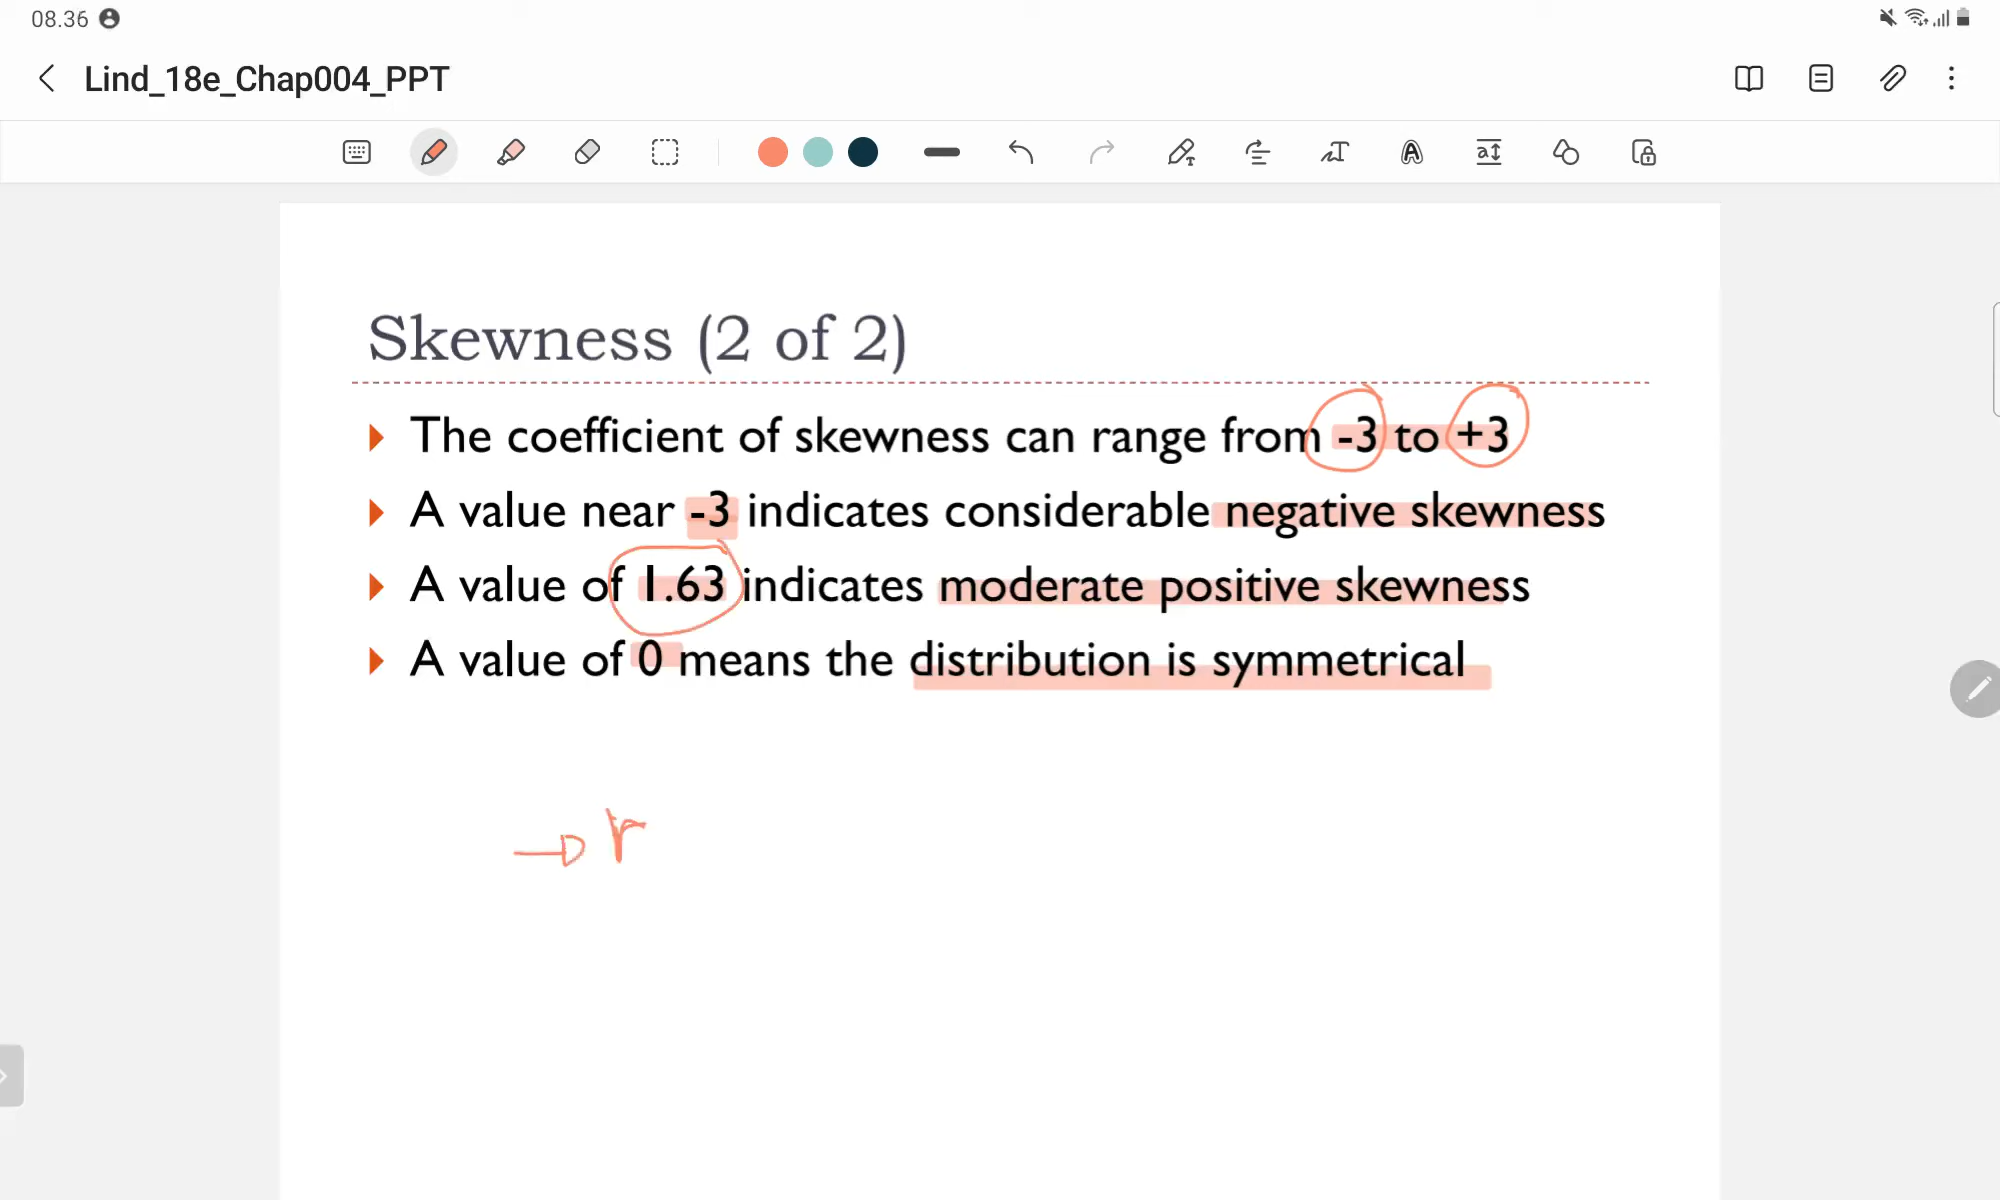 08.36
Lind_18e_Chap004_PPT
Skewness (2 of 2)
The coefficient of skewness can range from -3 to +3
A value near -3 indicates considerable negative skewness
A value of 1.63 indicates moderate positive skewness
A value of 0 means the distribution is symmetrical
r